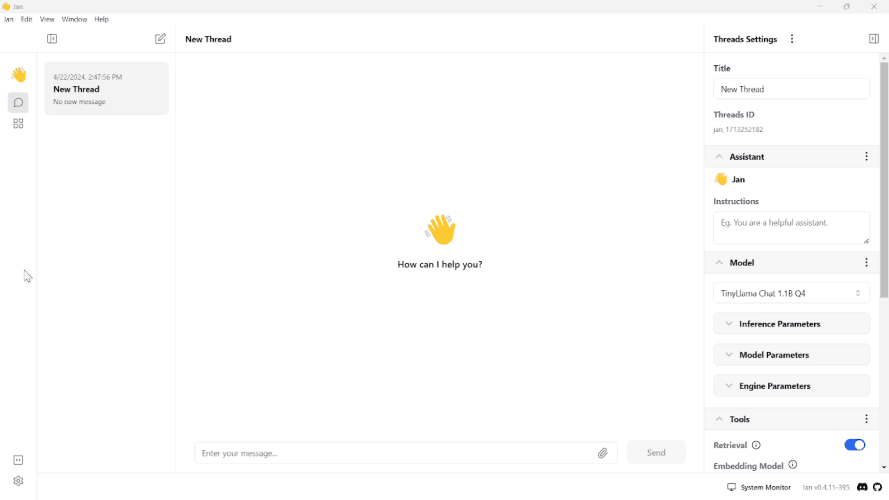 Jan
Jan Edit View Window Help
New Thread
Threads Settings
4/22/2024, 2:47:56 PM
New Thread
No new message
How can I help you?
Enter your message...
Send
Title
New Thread
Threads ID
jan_1713252182
Assistant
Jan
Instructions
Eg. You are a helpful assistant.
Model
TinyLlama Chat 1.1B Q4
Inference Parameters
Model Parameters
Engine Parameters
Tools
Retrieval
Embedding Model
System Monitor
Jan v0.4.11-395